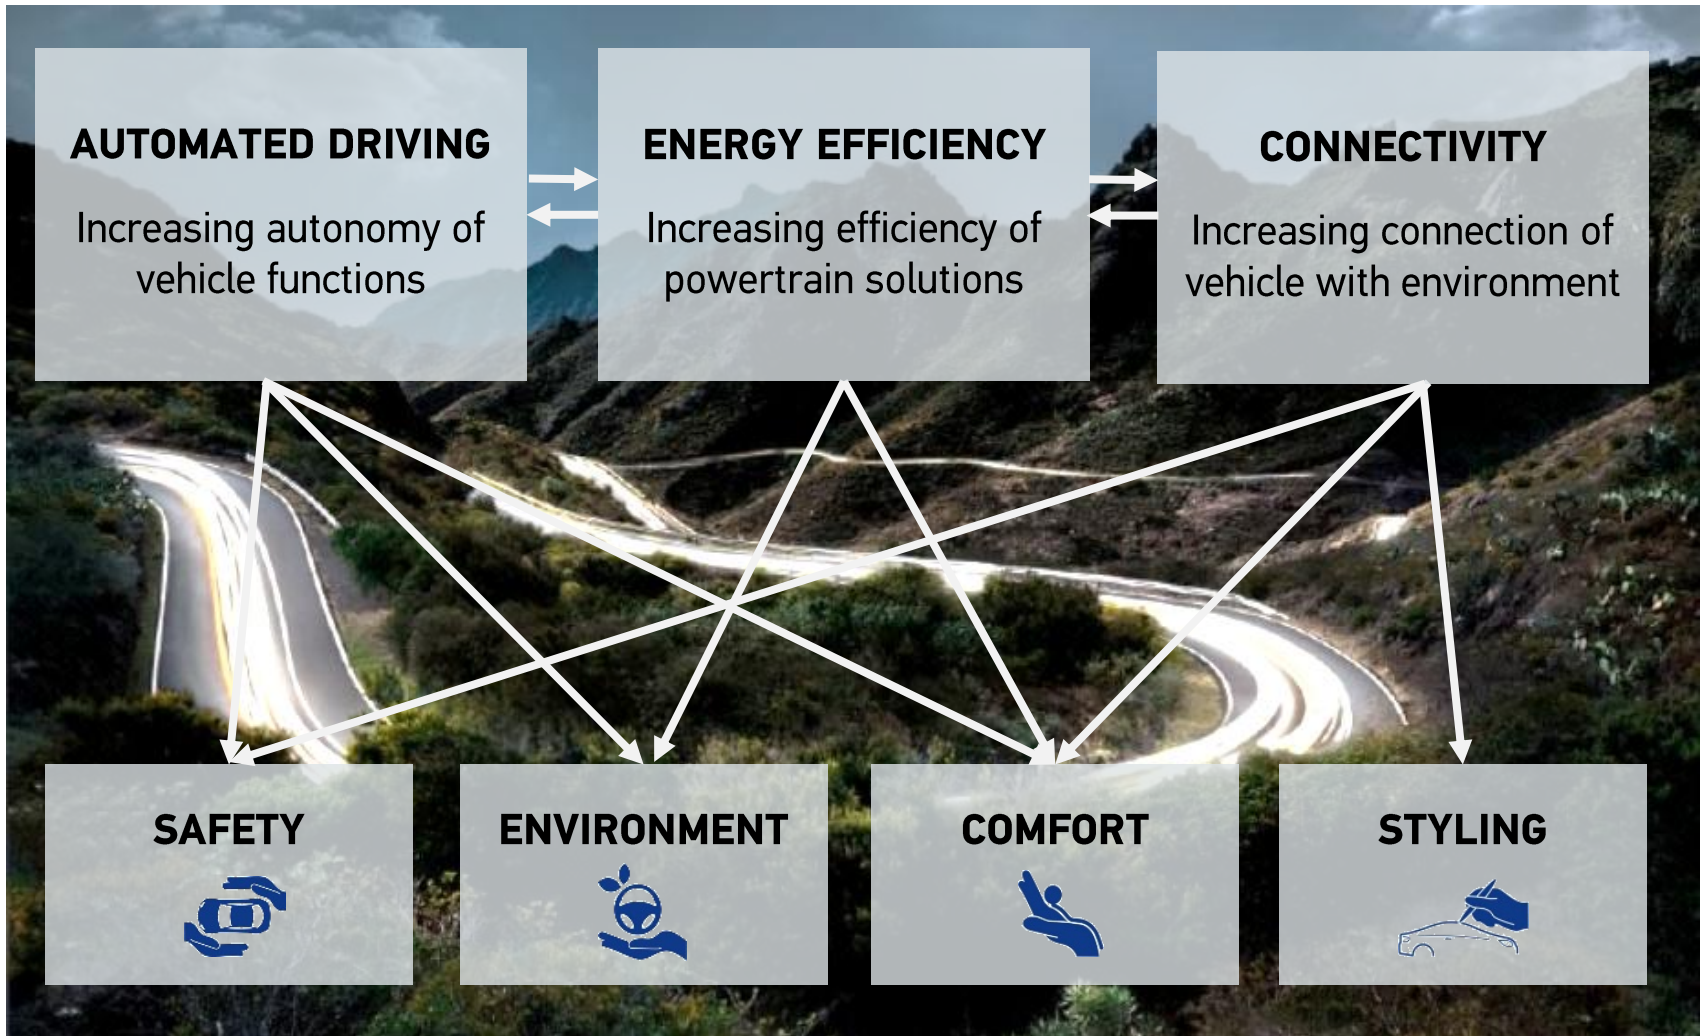 AUTOMATED DRIVING
Increasing autonomy of
vehicle functions
ENERGY EFFICIENCY
Increasing efficiency of
powertrain solutions
CONNECTIVITY
Increasing connection of
vehicle with environment
SAFETY
ENVIRONMENT
COMFORT
STYLING